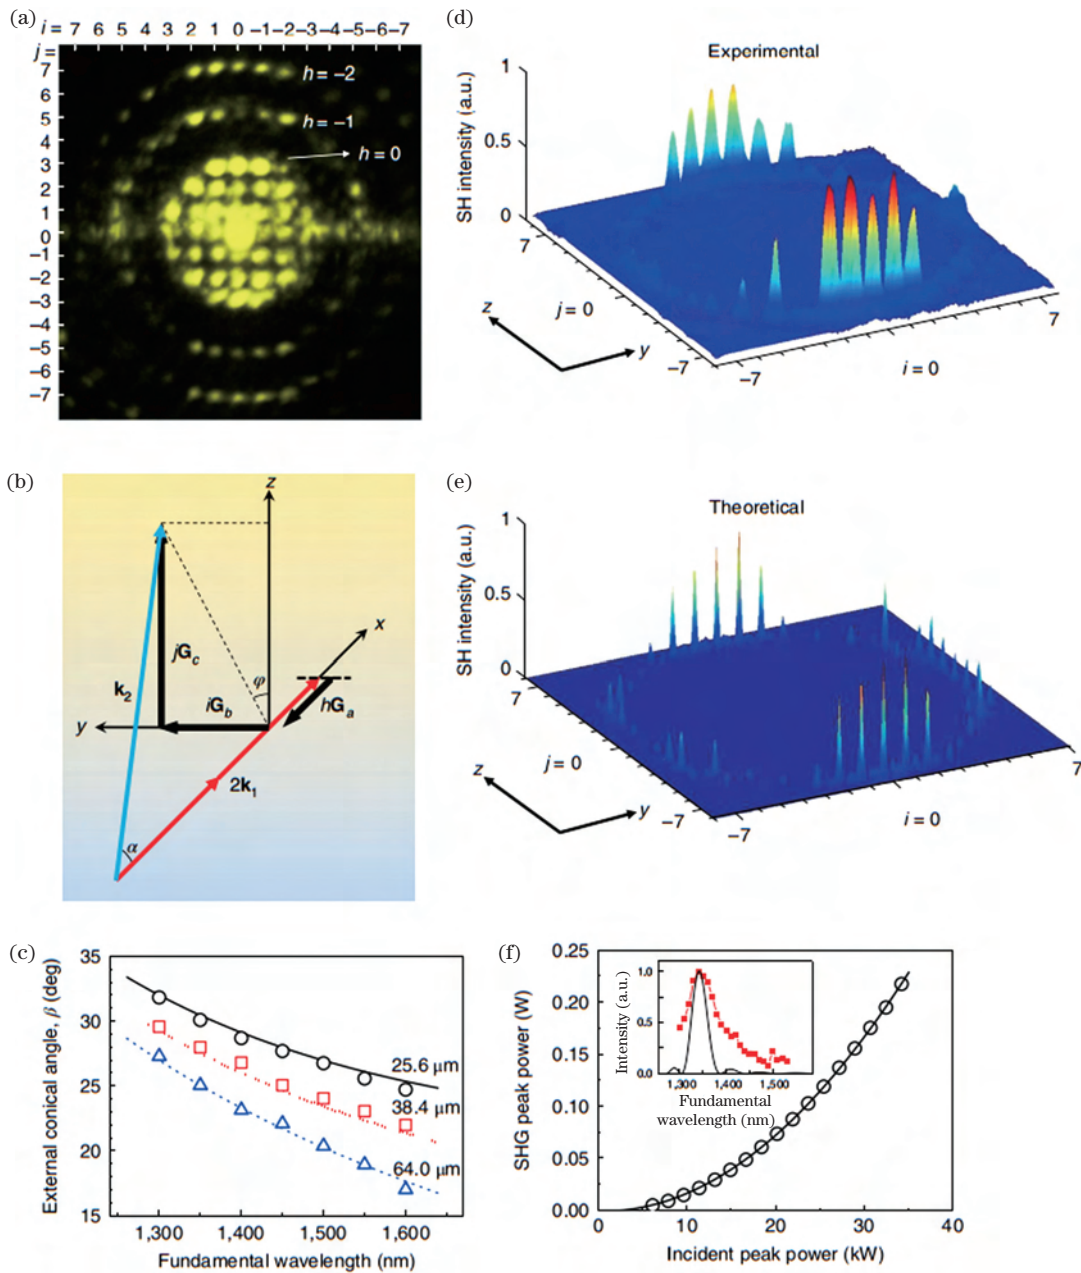 (a)
i = 7 6 5 4 3 2 1 0 −1 −2 −3 −4 −5 −6 −7
j =
7
6
5
4
3
2
1
0
−1
−2
−3
−4
−5
−6
−7
h = −2
h = −1
h = 0
(d)
Experimental
SH intensity (a.u.)
1
0.5
0
7
j = 0
−7
−7
i = 0
7
z
y
(b)
z
x
y
jGc
k2
φ
iGb
hGa
2k1
α
(e)
Theoretical
SH intensity (a.u.)
1
0.5
0
7
j = 0
−7
−7
i = 0
7
z
y
(c)
External conical angle, β (deg)
35
30
25
20
15
25.6 μm
38.4 μm
64.0 μm
1,300 1,400 1,500 1,600
Fundamental wavelength (nm)
(f)
SHG peak power (W)
0.25
0.20
0.15
0.10
0.05
0.00
0 10 20 30 40
Incident peak power (kW)
Intensity (a.u.)
1.0
0.5
0.0
1,300 1,400 1,500
Fundamental
wavelength (nm)